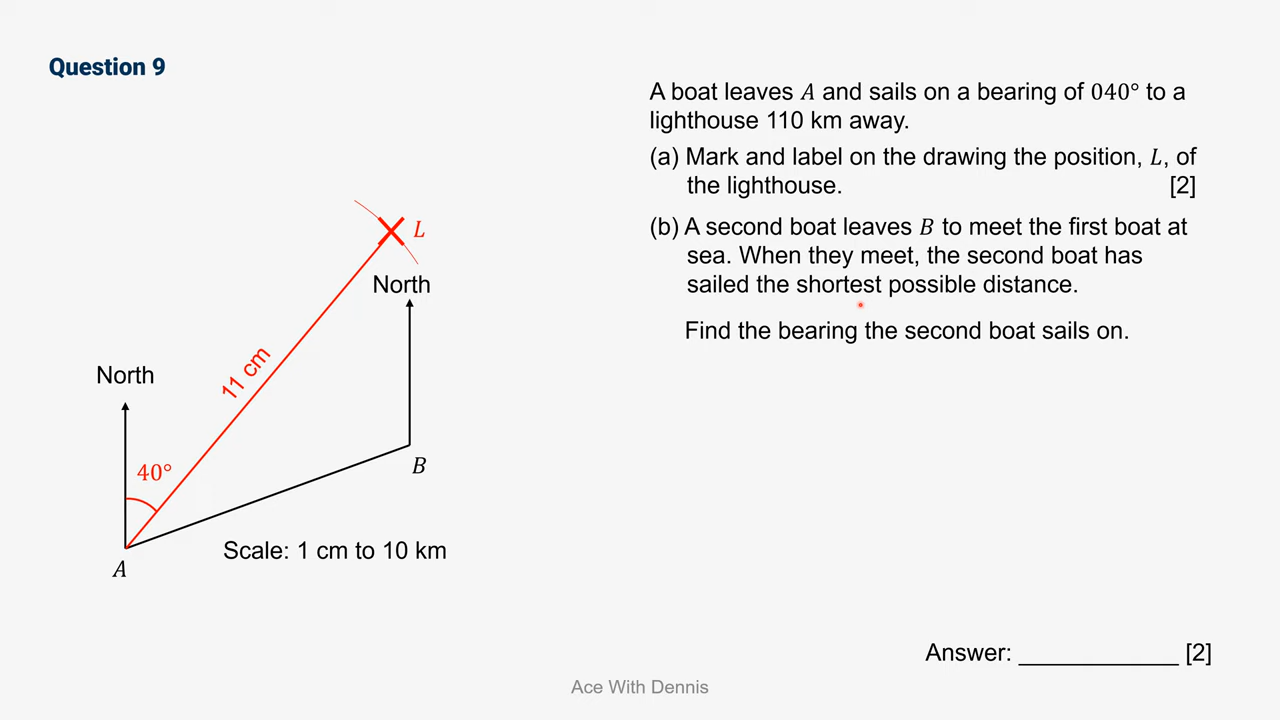 Question 9
A boat leaves A and sails on a bearing of 040° to a
lighthouse 110 km away.
(a) Mark and label on the drawing the position, L, of
the lighthouse. [2]
(b) A second boat leaves B to meet the first boat at
sea. When they meet, the second boat has
sailed the shortest possible distance.
Find the bearing the second boat sails on.
L
North
11 cm
North
40°
B
Scale: 1 cm to 10 km
A
Answer: ____________ [2]
Ace With Dennis